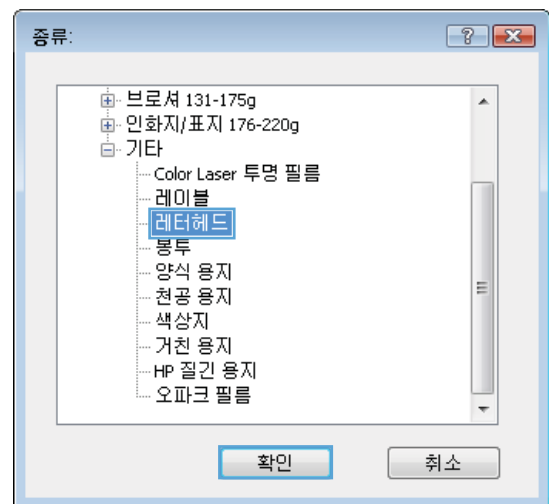 종류:
브로셔 131-175g
인화지/표지 176-220g
기타
Color Laser 투명 필름
레이블
레터헤드
봉투
양식 용지
천공 용지
색상지
거친 용지
HP 질긴 용지
오파크 필름
확인 취소